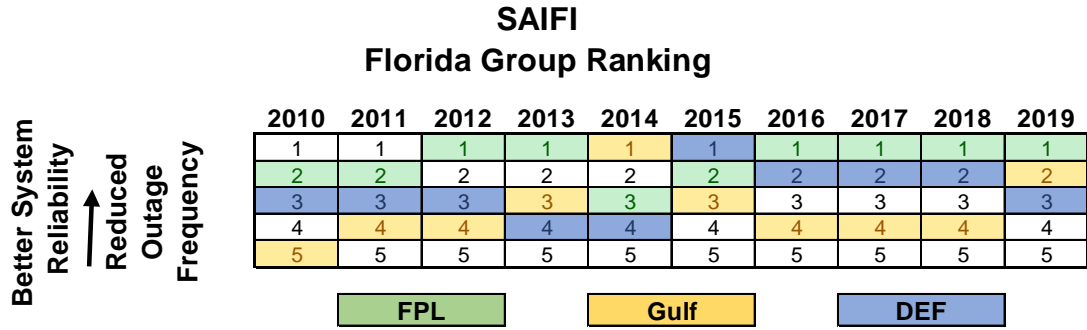 SAIFI
Florida Group Ranking
Better System
Reliability
Reduced
Outage
Frequency
2010 2011 2012 2013 2014 2015 2016 2017 2018 2019
1 1 1 1 1 1 1 1 1 1
2 2 2 2 2 2 2 2 2 2
3 3 3 3 3 3 3 3 3 3
4 4 4 4 4 4 4 4 4 4
5 5 5 5 5 5 5 5 5 5
FPL Gulf DEF